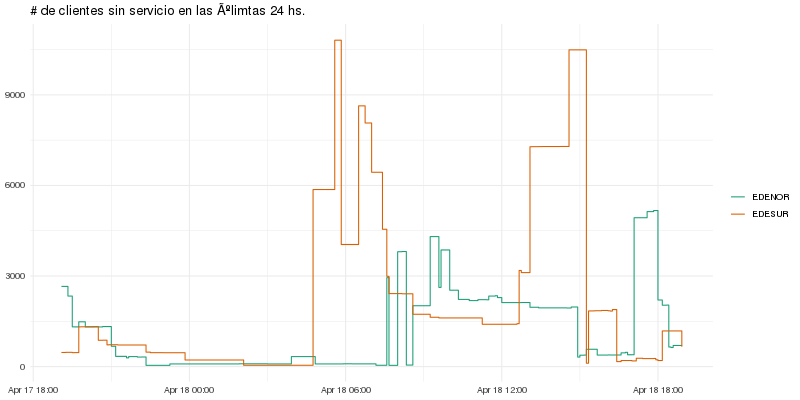 # de clientes sin servicio en las Ãºlimtas 24 hs.
9000
6000
3000
0
Apr 17 18:00
Apr 18 00:00
Apr 18 06:00
Apr 18 12:00
Apr 18 18:00
EDENOR
EDESUR